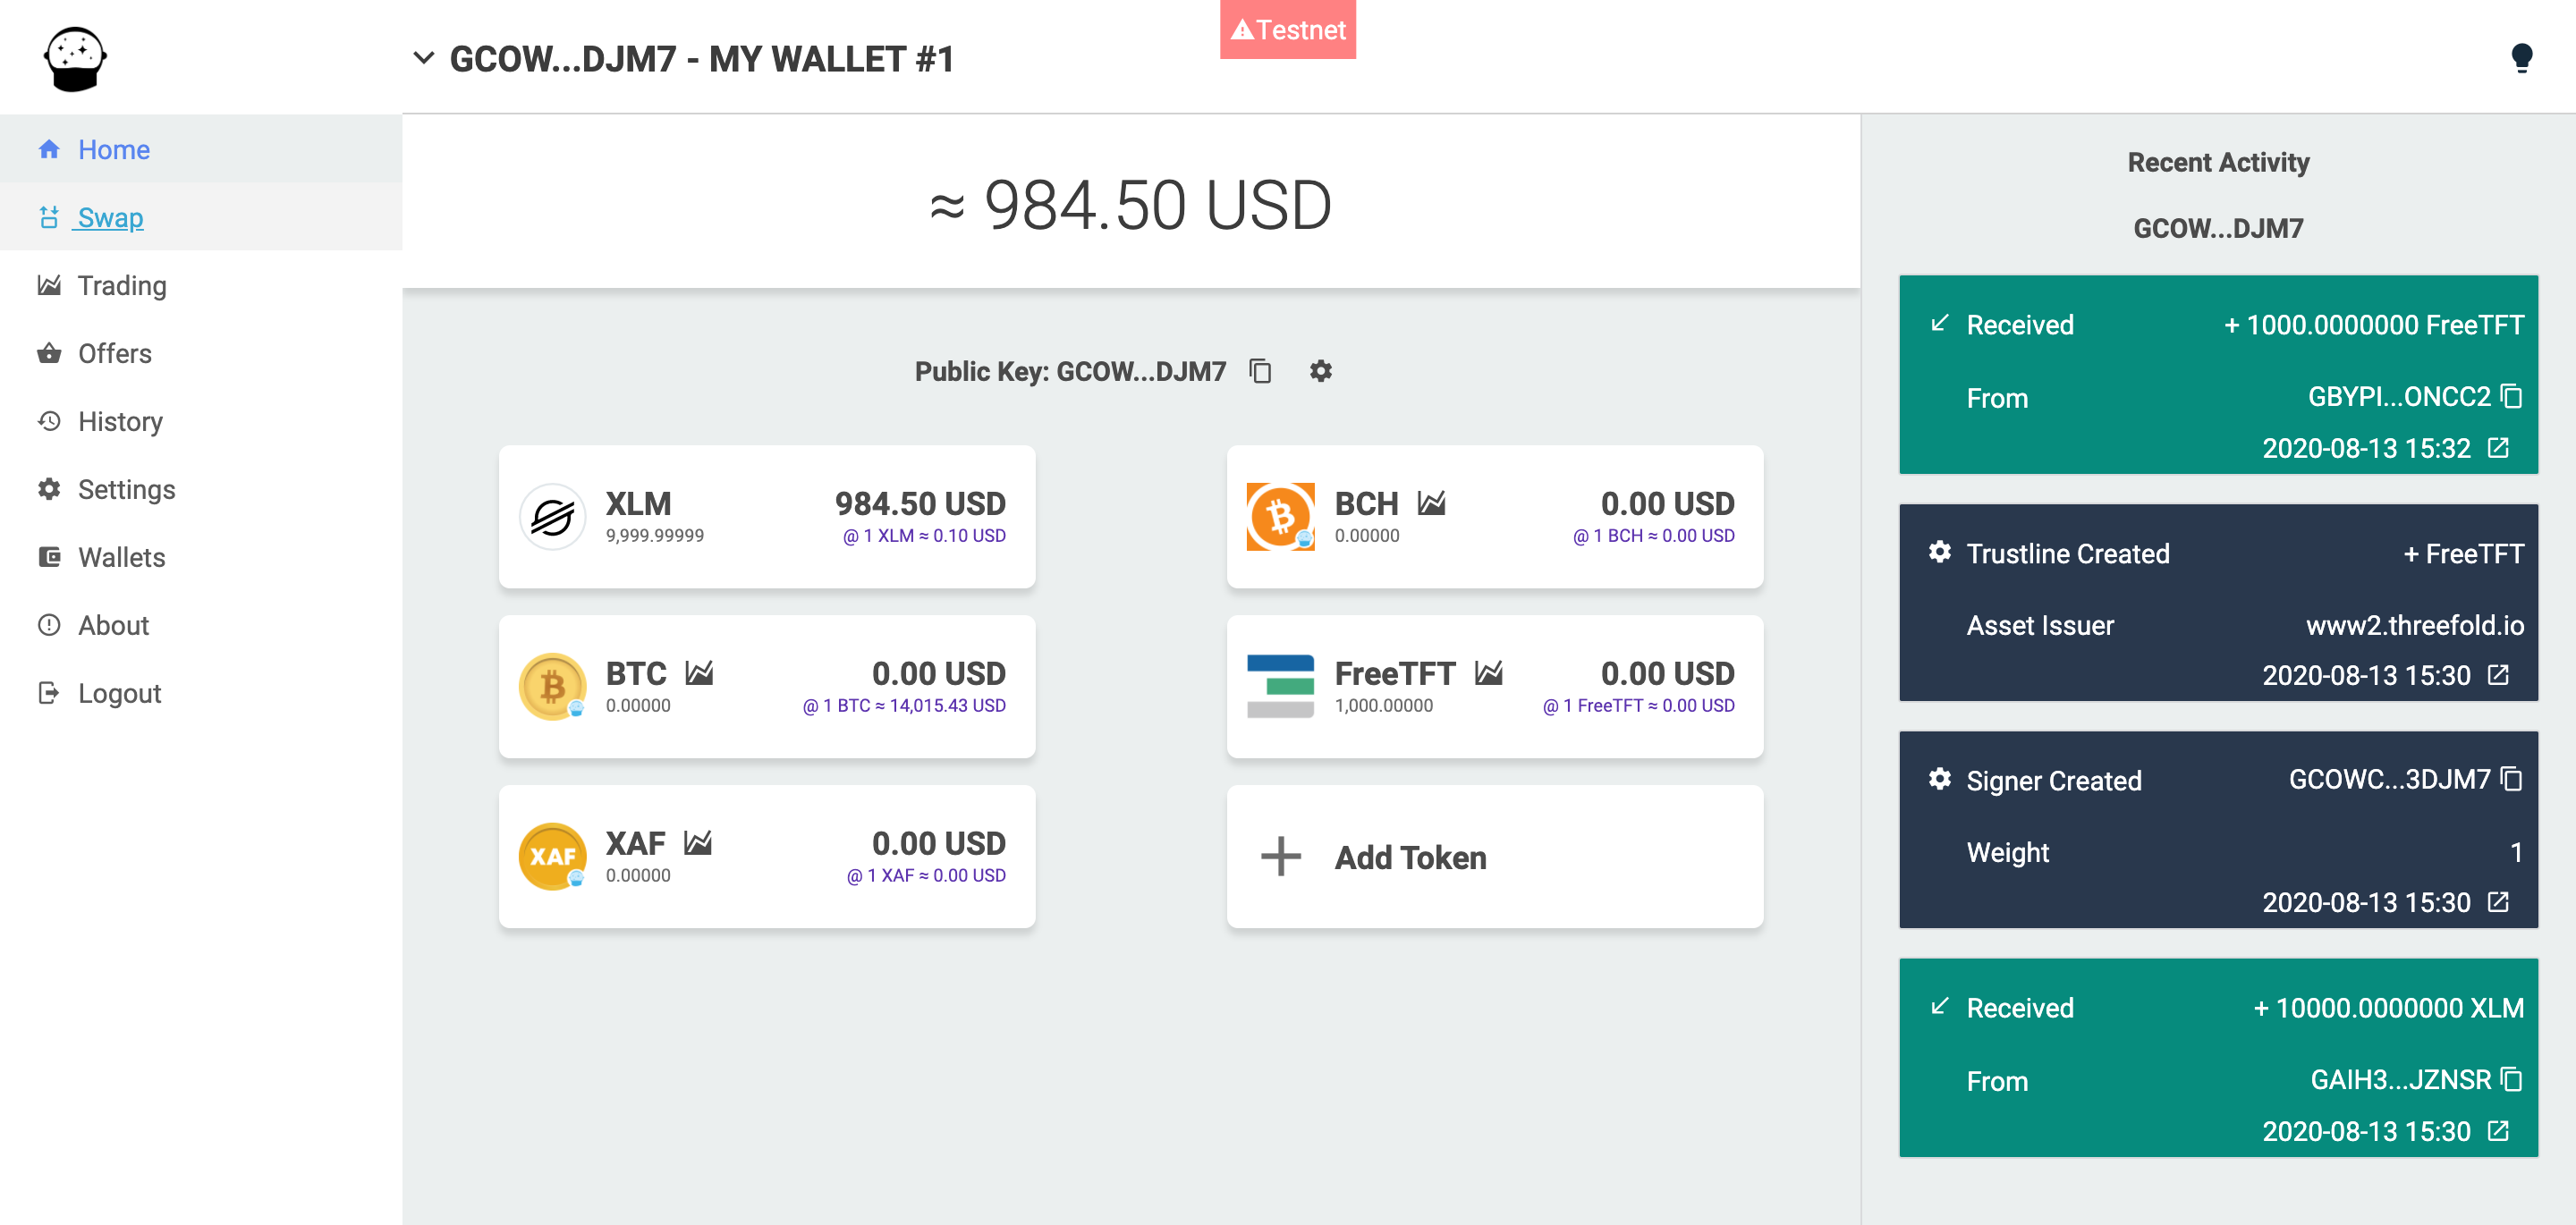 GCOW...DJM7 - MY WALLET #1
Testnet
Home
Swap
Trading
Offers
History
Settings
Wallets
About
Logout
≈ 984.50 USD
Public Key: GCOW...DJM7
XLM 984.50 USD
9,999.99999 @ 1 XLM ≈ 0.10 USD
BCH 0.00 USD
0.00000 @ 1 BCH ≈ 0.00 USD
BTC 0.00 USD
0.00000 @ 1 BTC ≈ 14,015.43 USD
FreeTFT 0.00 USD
1,000.00000 @ 1 FreeTFT ≈ 0.00 USD
XAF
XAF 0.00 USD
0.00000 @ 1 XAF ≈ 0.00 USD
Add Token
Recent Activity
GCOW...DJM7
Received + 1000.0000000 FreeTFT
From GBYPI...ONCC2
2020-08-13 15:32
Trustline Created + FreeTFT
Asset Issuer www2.threefold.io
2020-08-13 15:30
Signer Created GCOWC...3DJM7
Weight 1
2020-08-13 15:30
Received + 10000.0000000 XLM
From GAIH3...JZNSR
2020-08-13 15:30